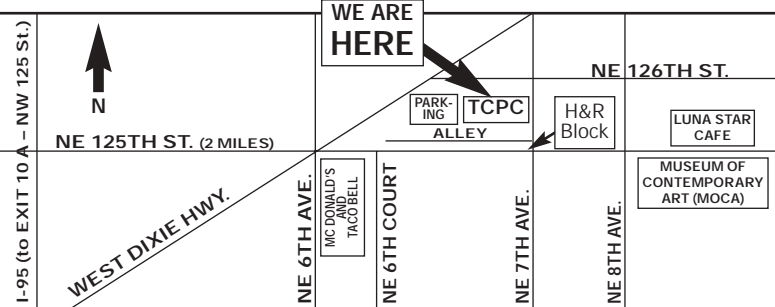 WE ARE
HERE
I-95 (to EXIT 10 A – NW 125 St.)
N
NE 126TH ST.
PARK-
ING
TCPC
H&R
Block
LUNA STAR
CAFE
ALLEY
NE 125TH ST. (2 MILES)
MUSEUM OF
CONTEMPORARY
ART (MOCA)
WEST DIXIE HWY.
NE 6TH AVE.
MC DONALD'S
AND
TACO BELL
NE 6TH COURT
NE 7TH AVE.
NE 8TH AVE.